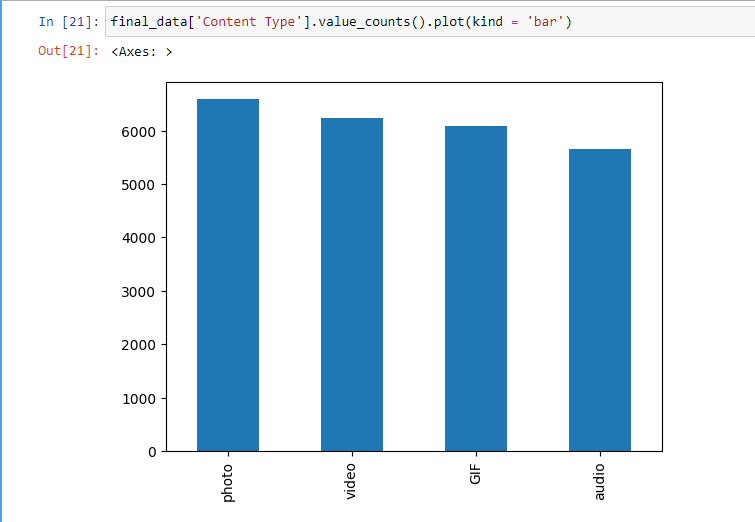 In [21]: final_data['Content Type'].value_counts().plot(kind = 'bar')
Out[21]: <Axes: >
6000
5000
4000
3000
2000
1000
0
photo
video
GIF
audio